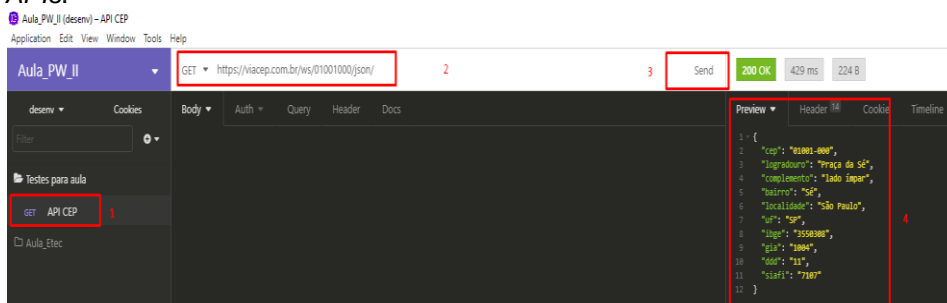 APIs.
Aula_PW_II (desenv) – API CEP
Application Edit View Window Tools Help
Aula_PW_II
GET https://viacep.com.br/ws/01001000/json/ 2 3 Send 200 OK 429 ms 224 B
desenv Cookies Body Auth Query Header Docs Preview Header 14 Cookie Timeline
Filter
Testes para aula
GET API CEP 1
Aula_Etec
1 {
2 "cep": "01001-000",
3 "logradouro": "Praça da Sé",
4 "complemento": "lado ímpar",
5 "bairro": "Sé",
6 "localidade": "São Paulo",
7 "uf": "SP", 4
8 "ibge": "3550308",
9 "gia": "1004",
10 "ddd": "11",
11 "siafi": "7107"
12 }